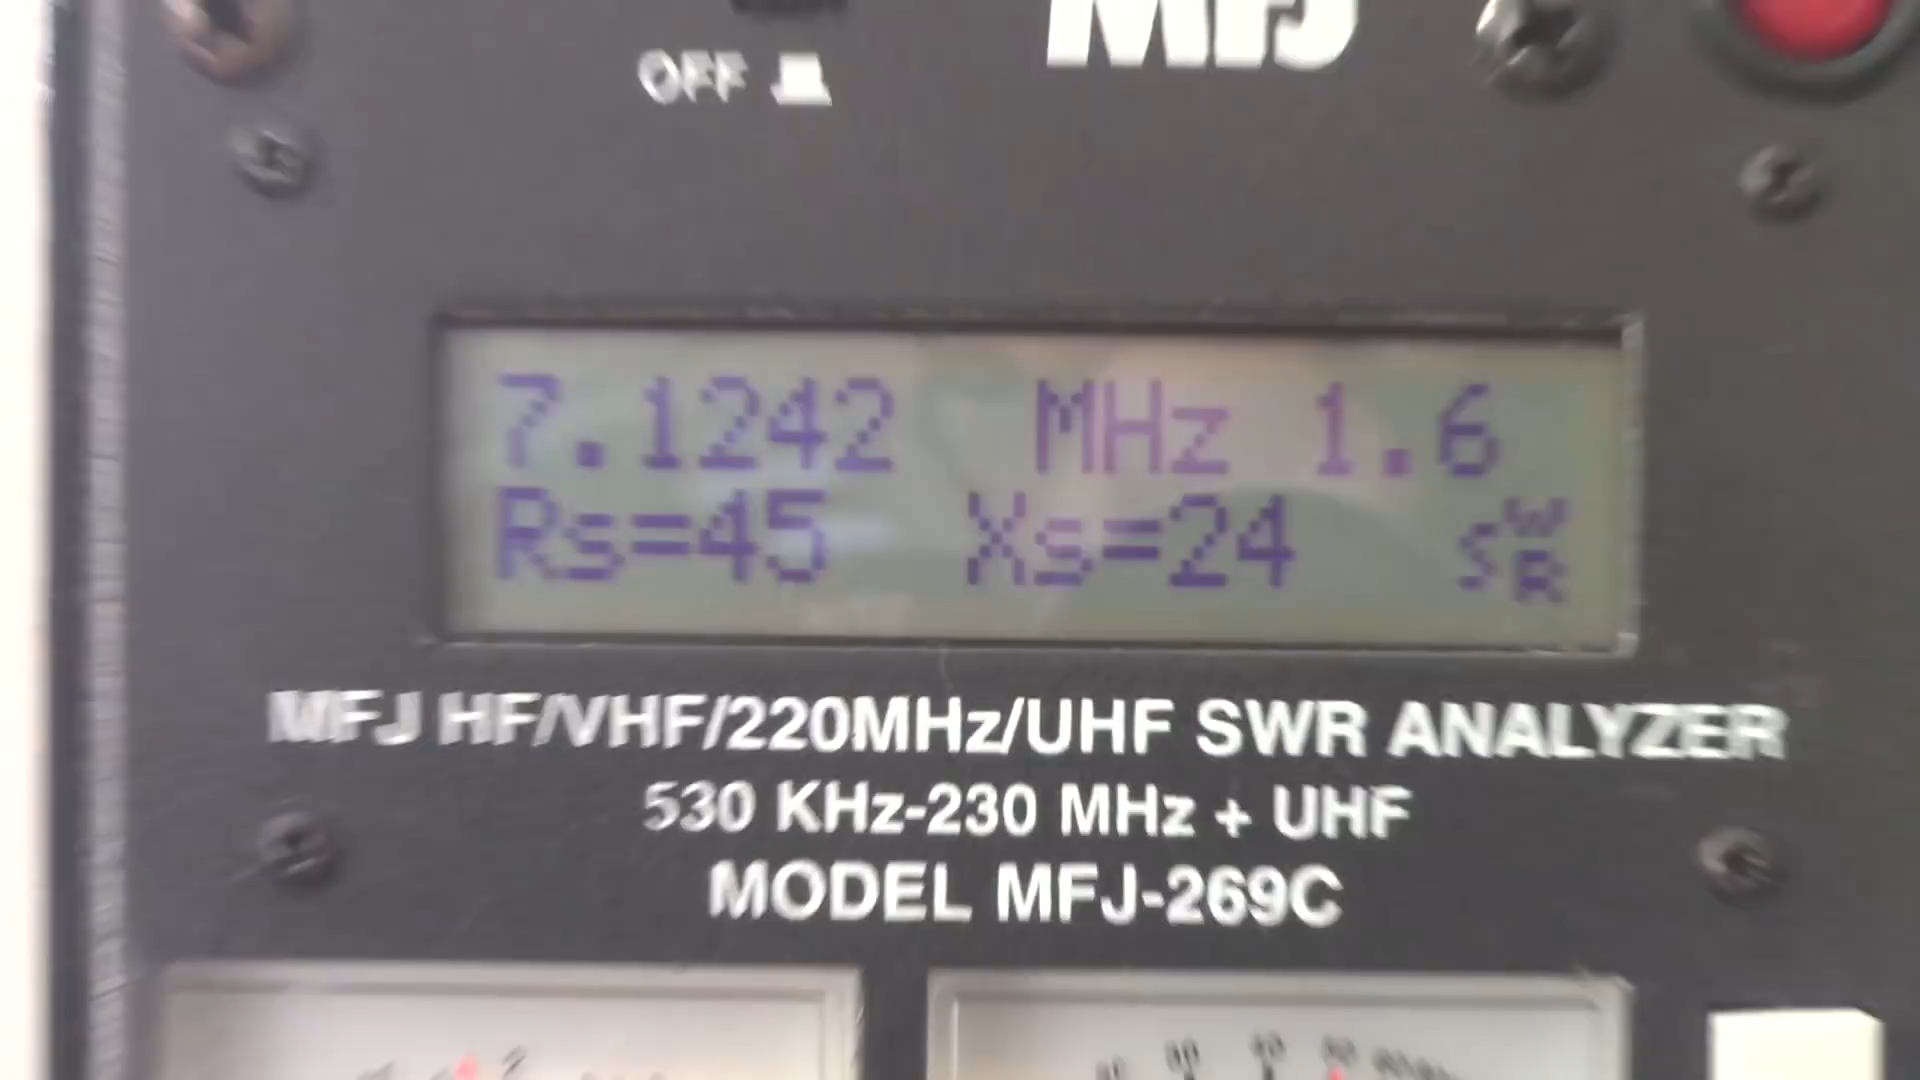 MFJ
OFF
7.1242 MHz 1.6
Rs=45 Xs=24 SWR
MFJ HF/VHF/220MHz/UHF SWR ANALYZER
530 KHz-230 MHz + UHF
MODEL MFJ-269C